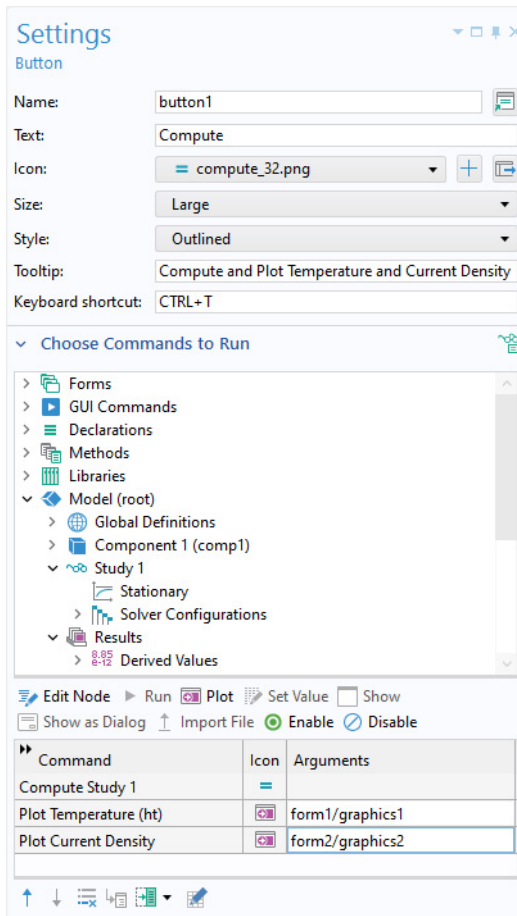 Settings
Button
Name: button1
Text: Compute
Icon: = compute_32.png
Size: Large
Style: Outlined
Tooltip: Compute and Plot Temperature and Current Density
Keyboard shortcut: CTRL+T
Choose Commands to Run
Forms
GUI Commands
Declarations
Methods
Libraries
Model (root)
Global Definitions
Component 1 (comp1)
Study 1
Stationary
Solver Configurations
Results
8.85
e-12 Derived Values
Edit Node Run Plot Set Value Show
Show as Dialog Import File Enable Disable
Command Icon Arguments
Compute Study 1 =
Plot Temperature (ht) form1/graphics1
Plot Current Density form2/graphics2